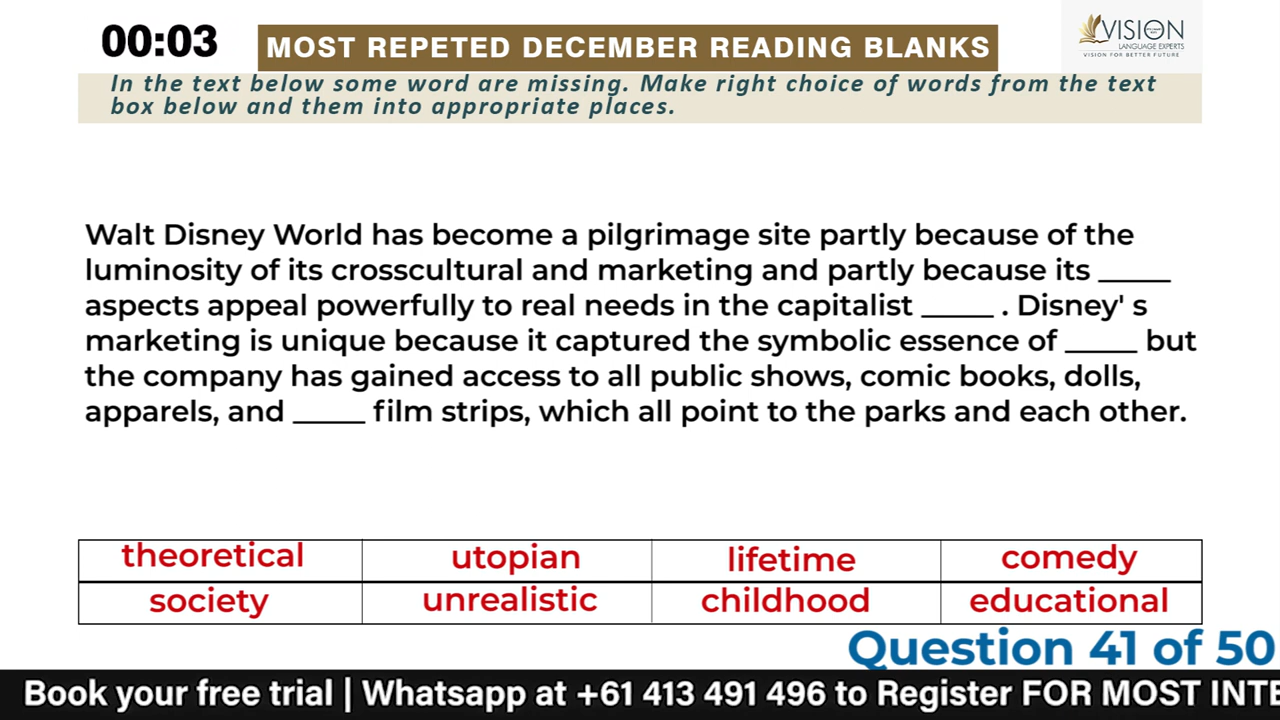 00:03
MOST REPETED DECEMBER READING BLANKS
VISION
LANGUAGE EXPERTS
VISION FOR BETTER FUTURE
In the text below some word are missing. Make right choice of words from the text
box below and them into appropriate places.
Walt Disney World has become a pilgrimage site partly because of the
luminosity of its crosscultural and marketing and partly because its _____
aspects appeal powerfully to real needs in the capitalist _____ . Disney' s
marketing is unique because it captured the symbolic essence of _____ but
the company has gained access to all public shows, comic books, dolls,
apparels, and _____ film strips, which all point to the parks and each other.
theoretical utopian lifetime comedy
society unrealistic childhood educational
Question 41 of 50
Book your free trial | Whatsapp at +61 413 491 496 to Register FOR MOST INTE